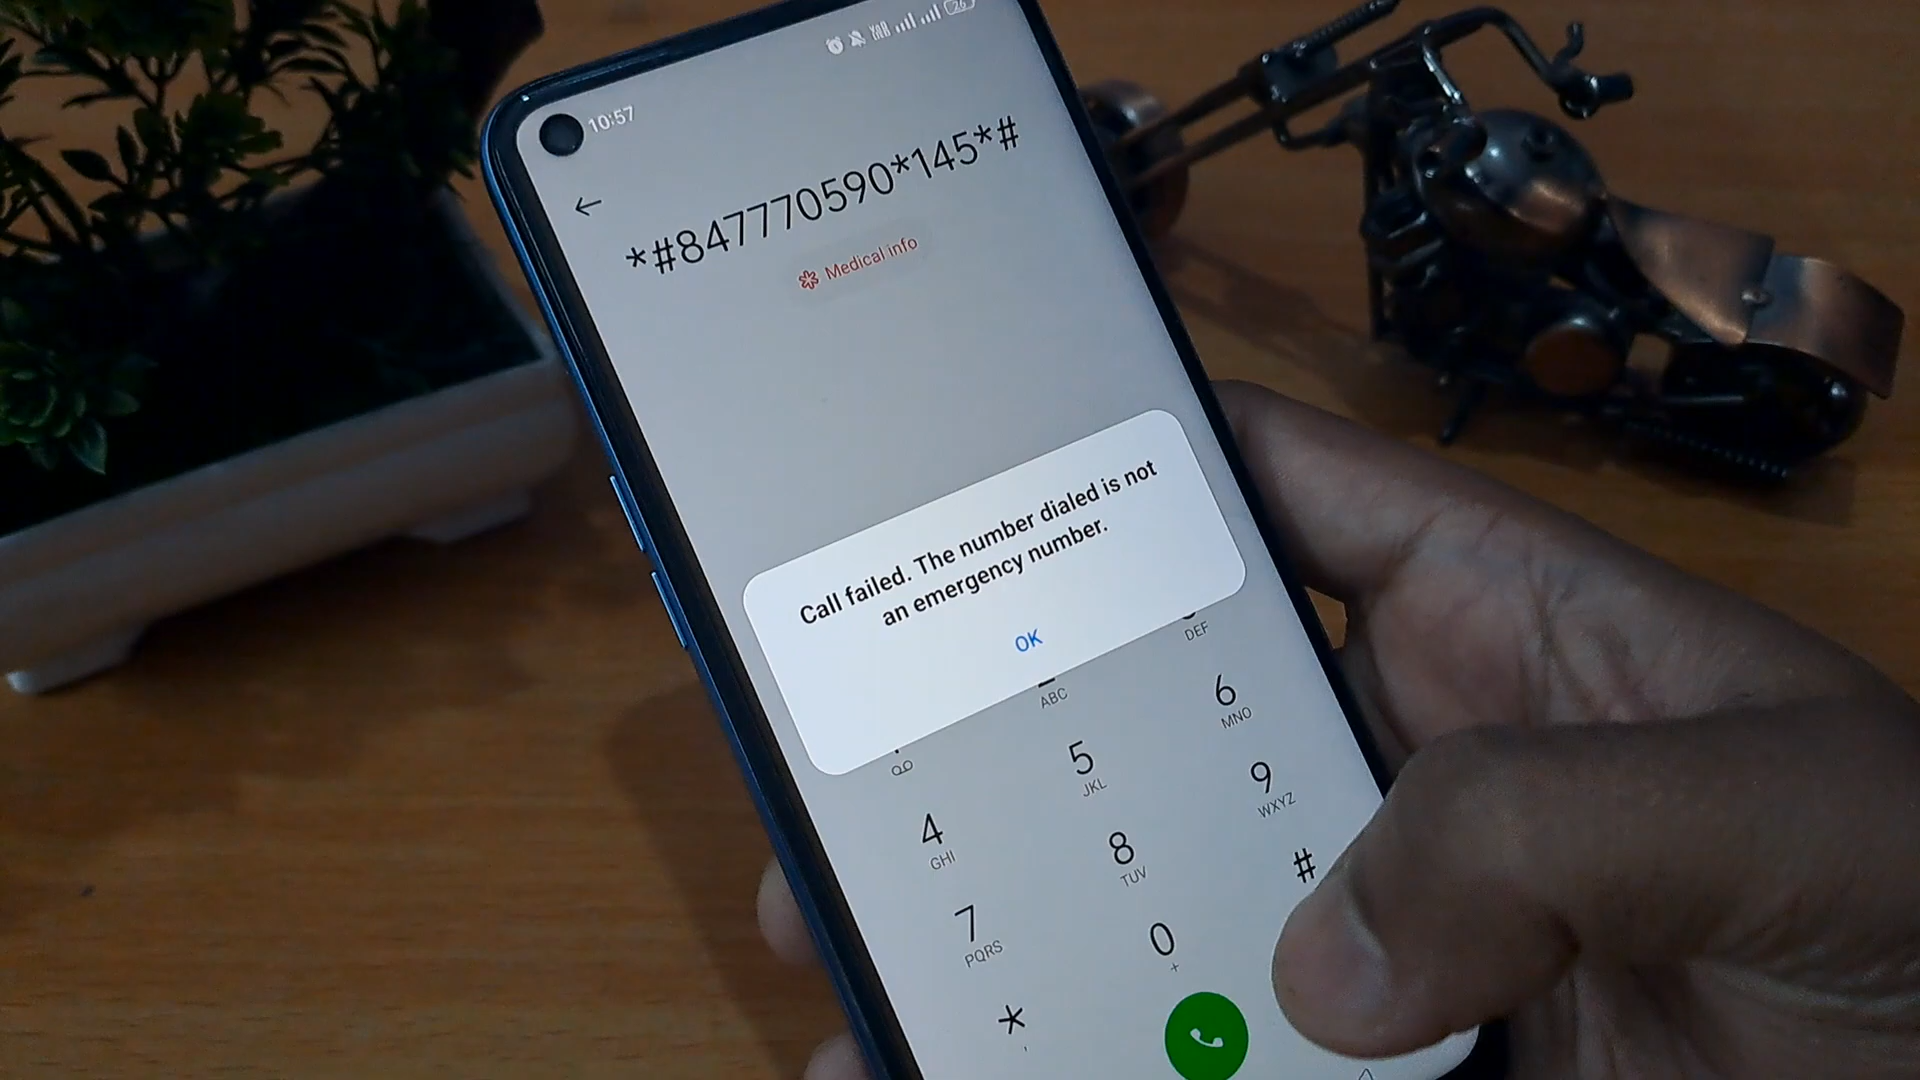 10:57
26
*#847770590*145*#
Medical info
Call failed. The number dialed is not
an emergency number.
OK
ABC
DEF
4
GHI
5
JKL
6
MNO
7
PQRS
8
TUV
9
WXYZ
*
,
0
+
#